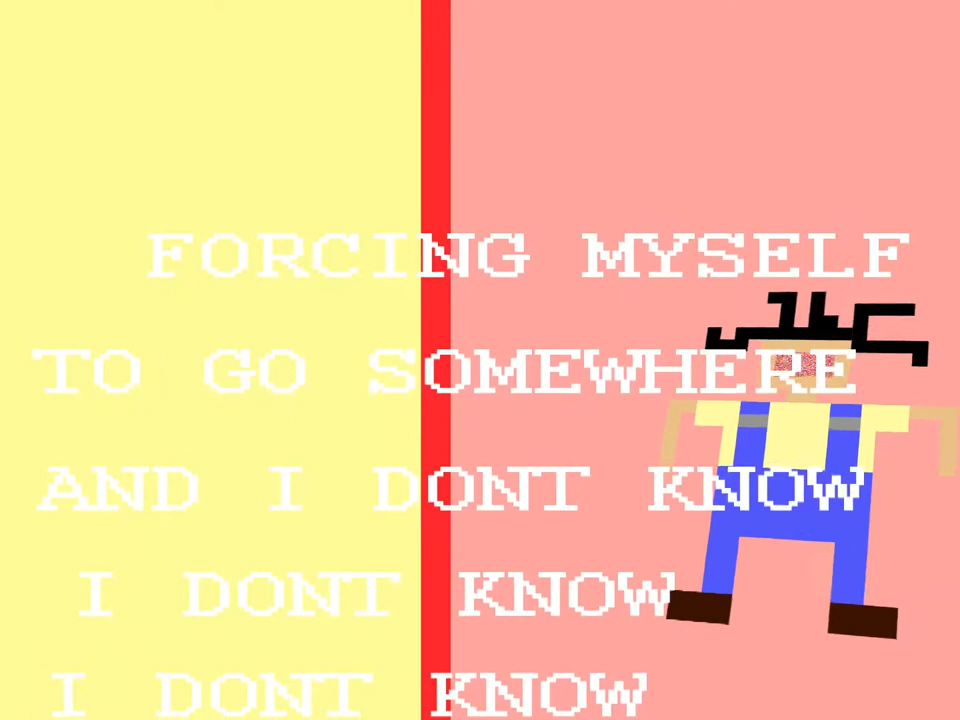 FORCING MYSELF
TO GO SOMEWHERE
AND I DONT KNOW
I DONT KNOW
I DONT KNOW